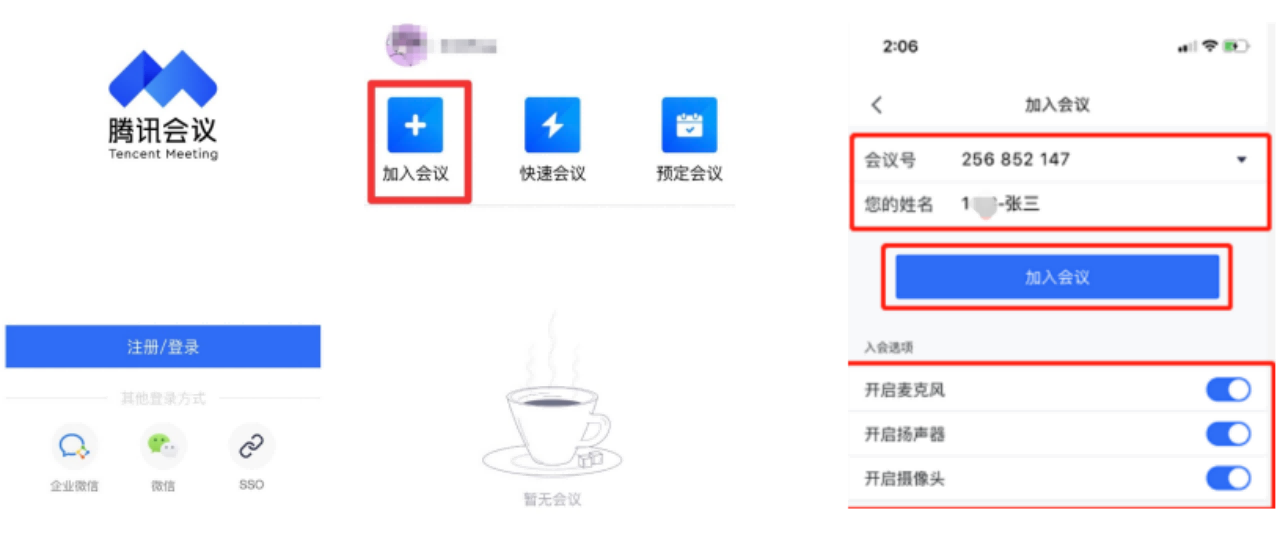 腾讯会议
Tencent Meeting
注册/登录
其他登录方式
企业微信
微信
SSO
加入会议
快速会议
预定会议
暂无会议
2:06
加入会议
会议号 256 852 147
您的姓名 1 -张三
加入会议
入会选项
开启麦克风
开启扬声器
开启摄像头